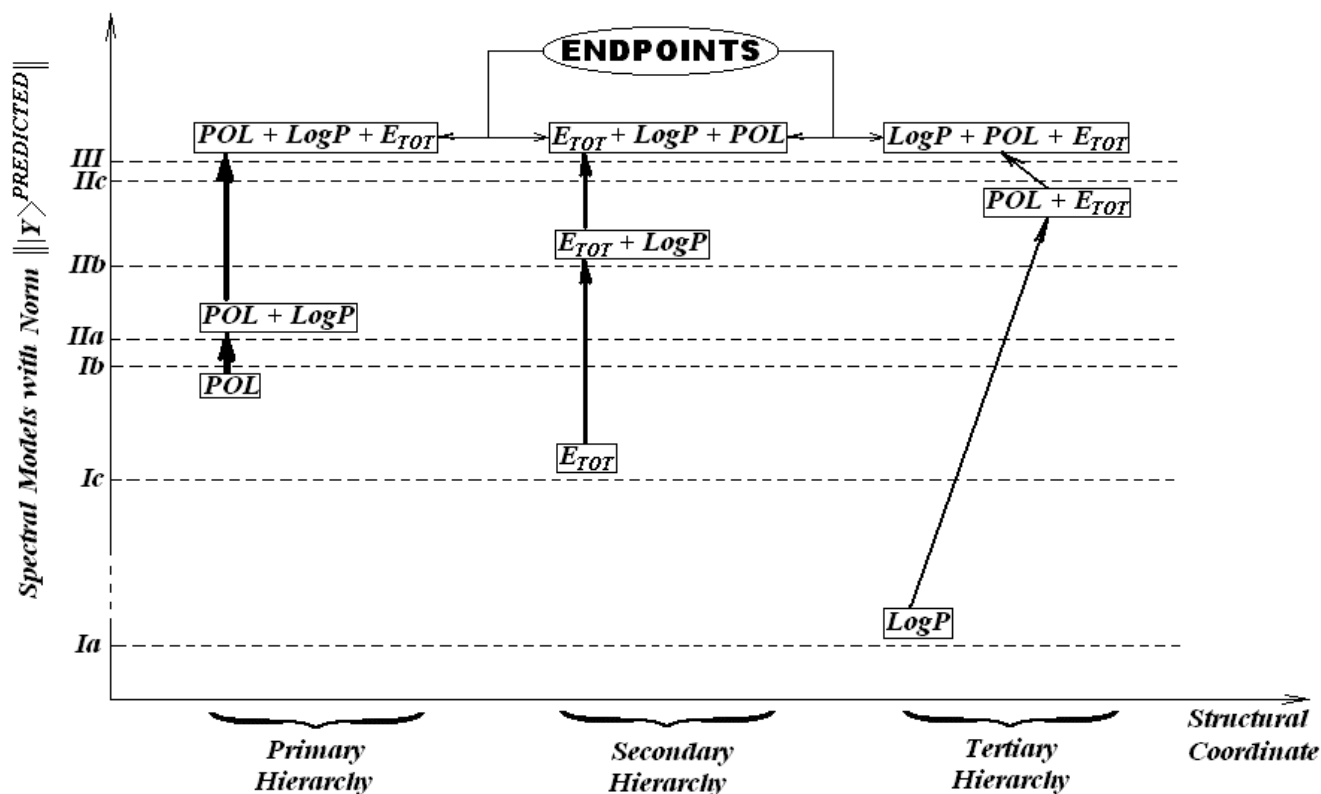 ENDPOINTS
Spectral Models with Norm || |Y> PREDICTED ||
POL + LogP + E_TOT
E_TOT + LogP + POL
LogP + POL + E_TOT
III
IIc
POL + E_TOT
E_TOT + LogP
IIb
POL + LogP
IIa
Ib
POL
E_TOT
Ic
LogP
Ia
Primary
Hierarchy
Secondary
Hierarchy
Tertiary
Hierarchy
Structural
Coordinate